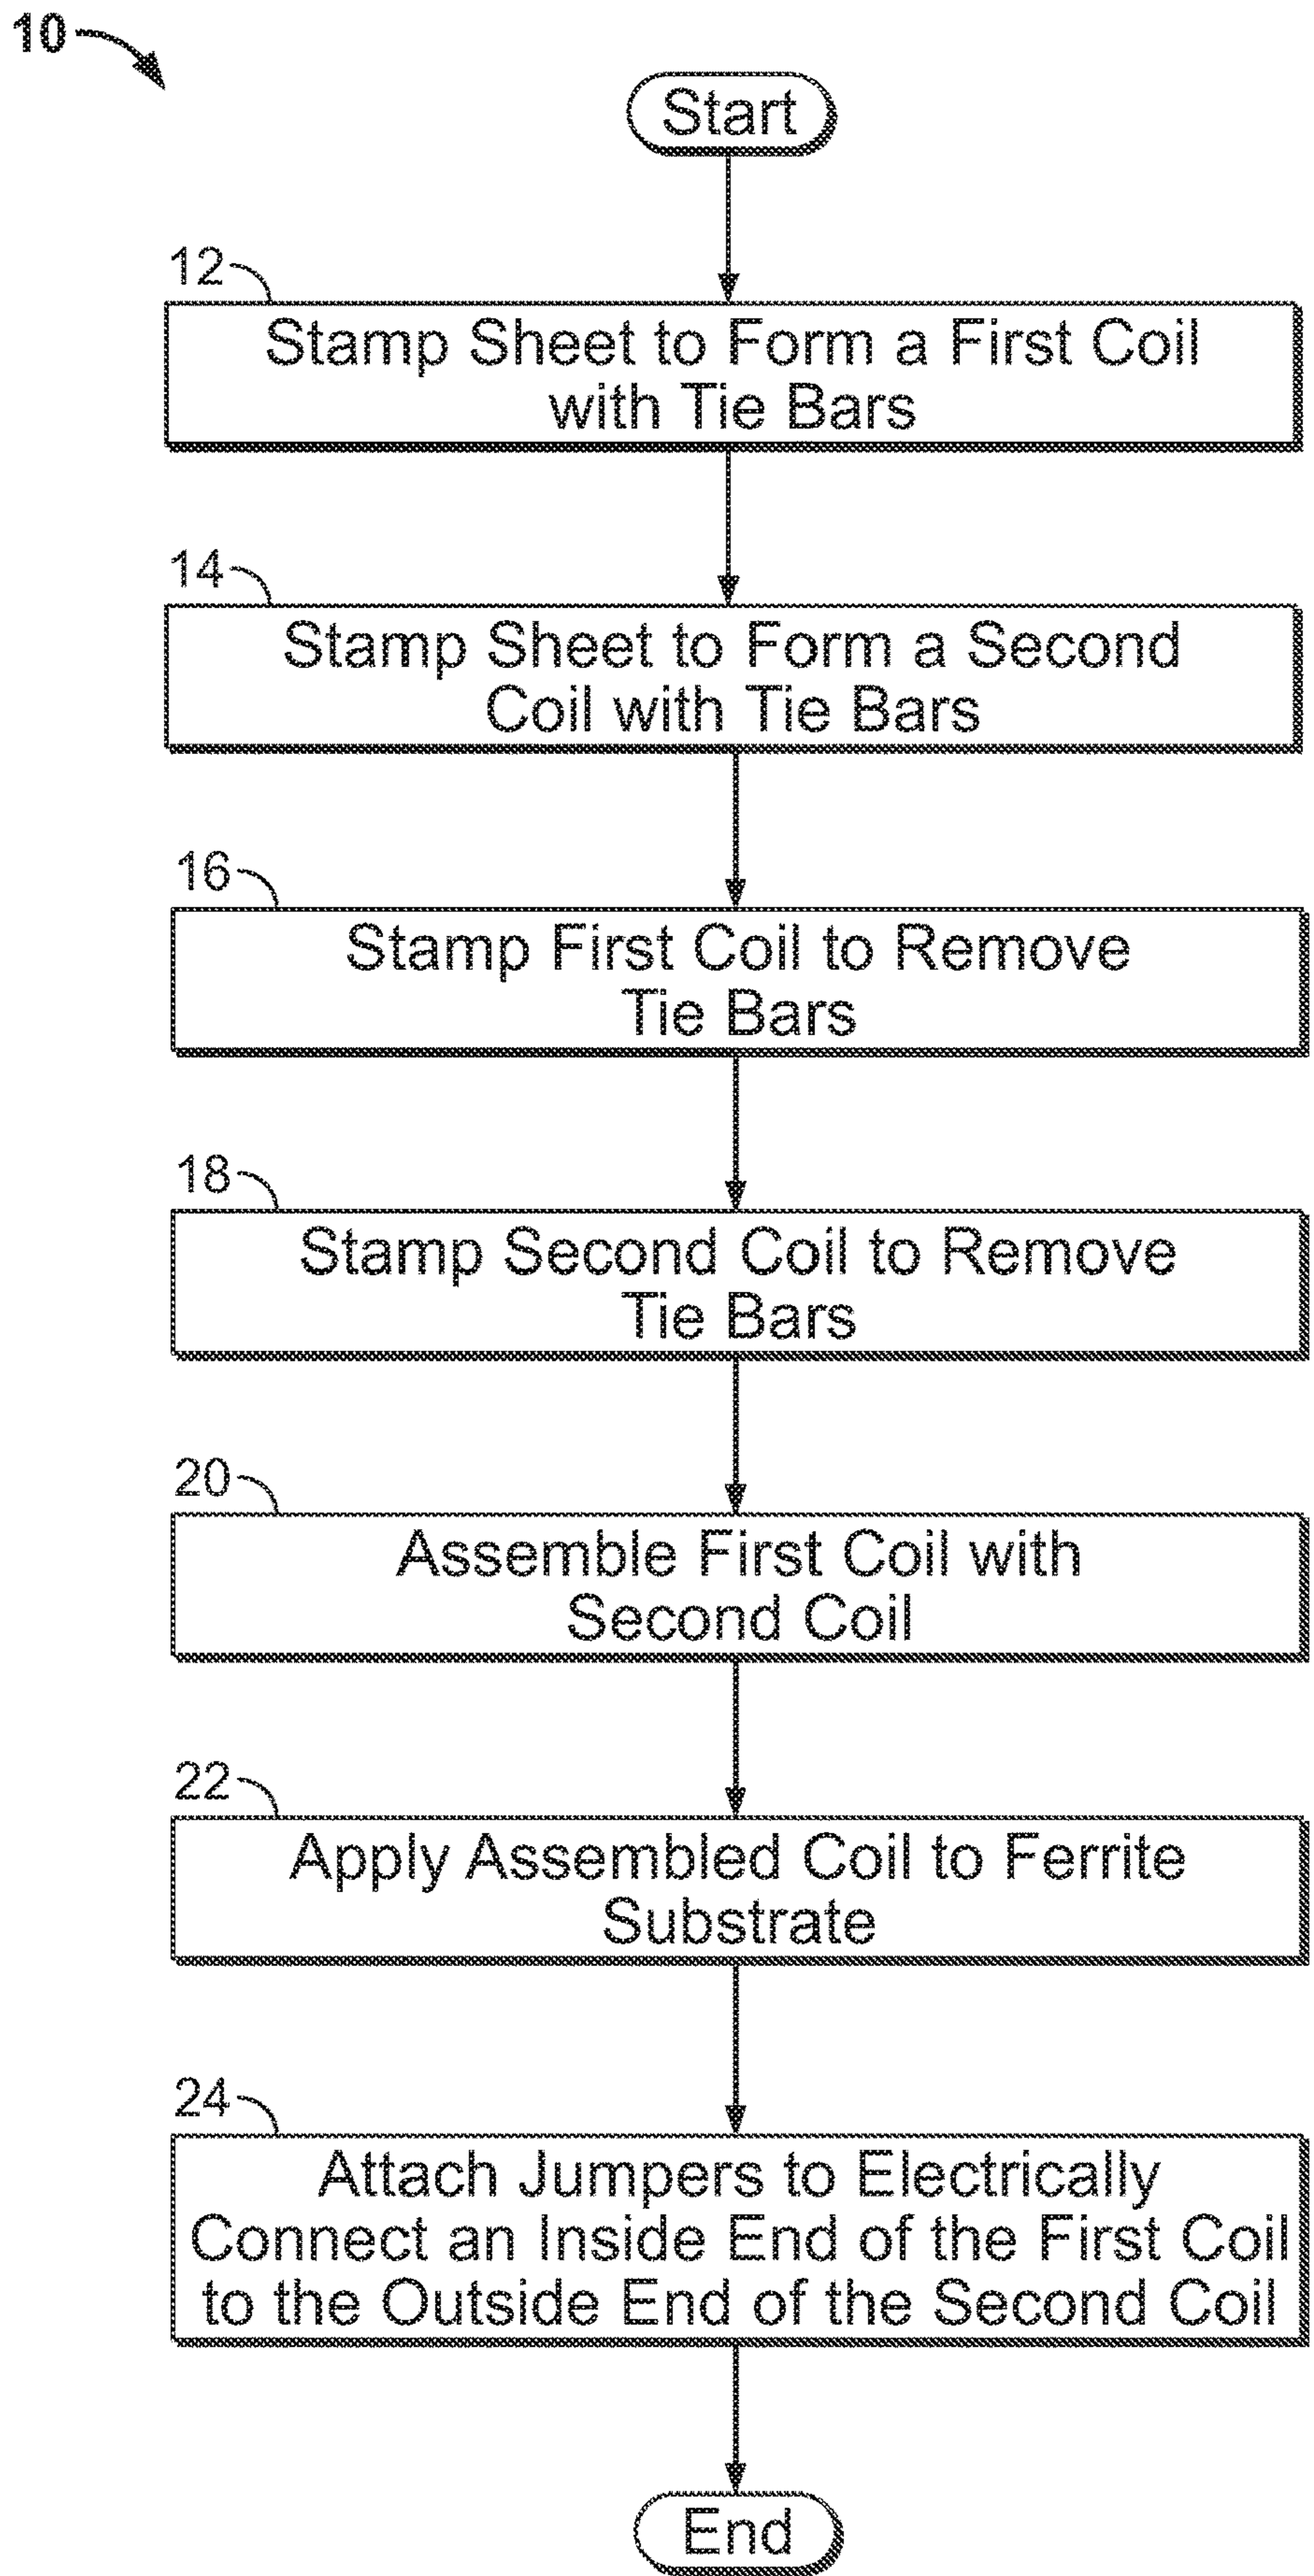 10
Start
12
Stamp Sheet to Form a First Coil
with Tie Bars
14
Stamp Sheet to Form a Second
Coil with Tie Bars
16
Stamp First Coil to Remove
Tie Bars
18
Stamp Second Coil to Remove
Tie Bars
20
Assemble First Coil with
Second Coil
22
Apply Assembled Coil to Ferrite
Substrate
24
Attach Jumpers to Electrically
Connect an Inside End of the First Coil
to the Outside End of the Second Coil
End